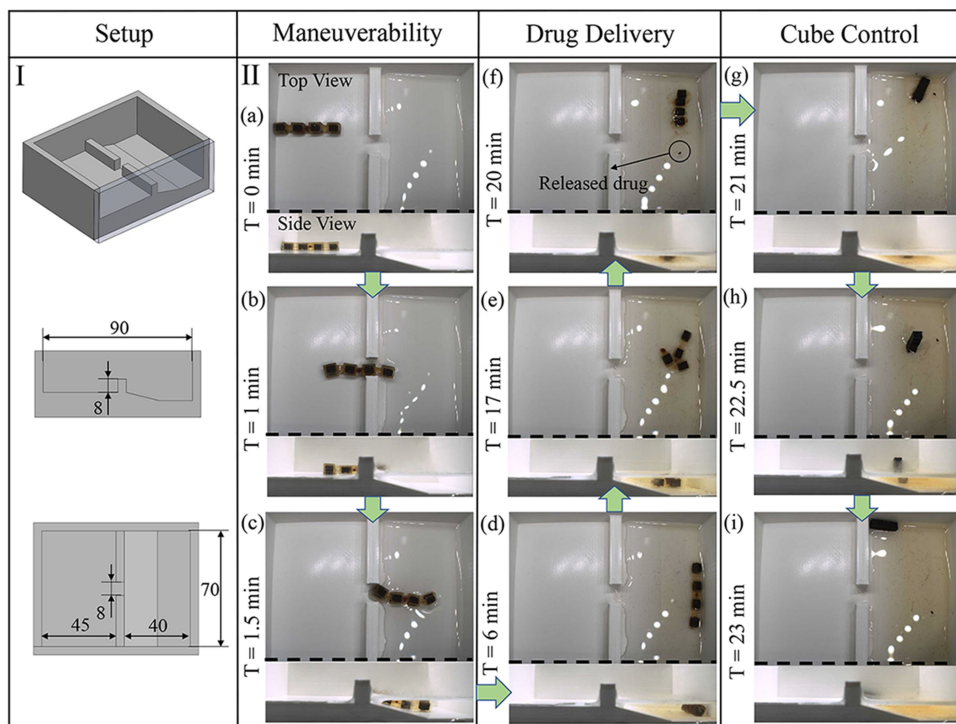 Setup
Maneuverability
Drug Delivery
Cube Control
I
90
8
8
45
40
70
II
Top View
(a)
T = 0 min
Side View
(b)
T = 1 min
(c)
T = 1.5 min
(d)
T = 6 min
(e)
T = 17 min
(f)
T = 20 min
Released drug
(g)
T = 21 min
(h)
T = 22.5 min
(i)
T = 23 min